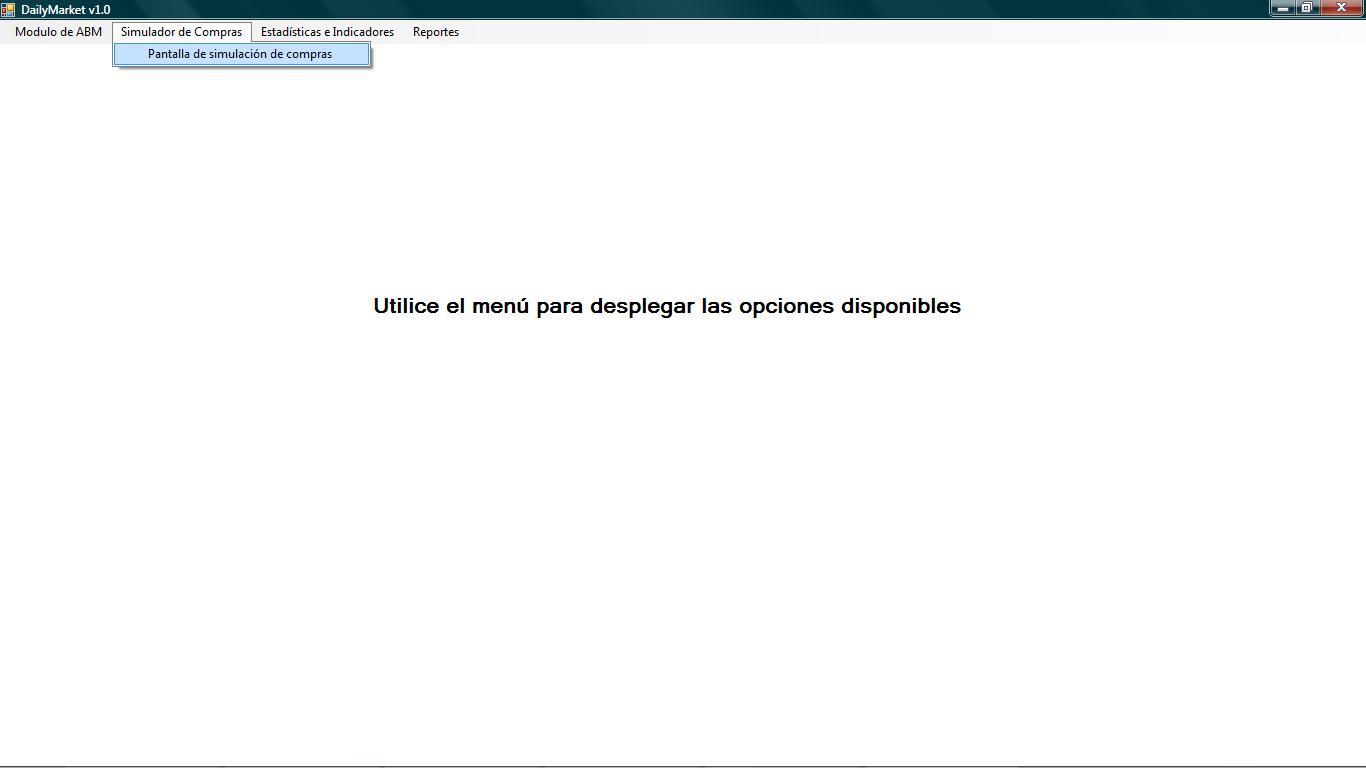 DailyMarket v1.0
Modulo de ABM Simulador de Compras Estadísticas e Indicadores Reportes
Pantalla de simulación de compras
Utilice el menú para desplegar las opciones disponibles